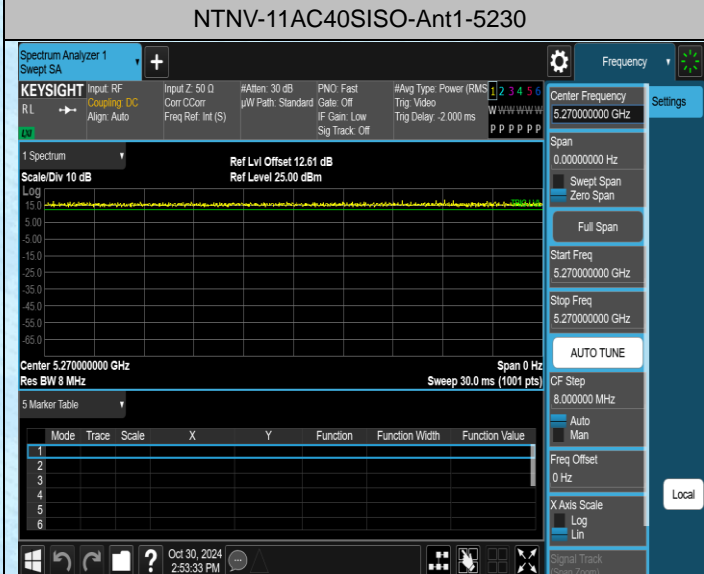 NTNV-11AC40SISO-Ant1-5230
Spectrum Analyzer 1
Swept SA
Frequency
KEYSIGHT
RL
LXI
Input: RF
Coupling: DC
Align: Auto
Input Z: 50 Ω
Corr CCorr
Freq Ref: Int (S)
#Atten: 30 dB
µW Path: Standard
PNO: Fast
Gate: Off
IF Gain: Low
Sig Track: Off
#Avg Type: Power (RMS
Trig: Video
Trig Delay: -2.000 ms
1 2 3 4 5 6
W W W W W W
P P P P P P
Center Frequency
5.270000000 GHz
Settings
Span
0.00000000 Hz
Swept Span
Zero Span
Full Span
Start Freq
5.270000000 GHz
Stop Freq
5.270000000 GHz
AUTO TUNE
CF Step
8.000000 MHz
Auto
Man
Freq Offset
0 Hz
X Axis Scale
Log
Lin
Signal Track
(Span Zoom)
Local
1 Spectrum
Scale/Div 10 dB
Ref Lvl Offset 12.61 dB
Ref Level 25.00 dBm
Log
15.0
5.00
-5.00
-15.0
-25.0
-35.0
-45.0
-55.0
-65.0
Center 5.270000000 GHz
Span 0 Hz
Res BW 8 MHz
Sweep 30.0 ms (1001 pts)
5 Marker Table
Mode Trace Scale X Y Function Function Width Function Value
1
2
3
4
5
6
?
Oct 30, 2024
2:53:33 PM